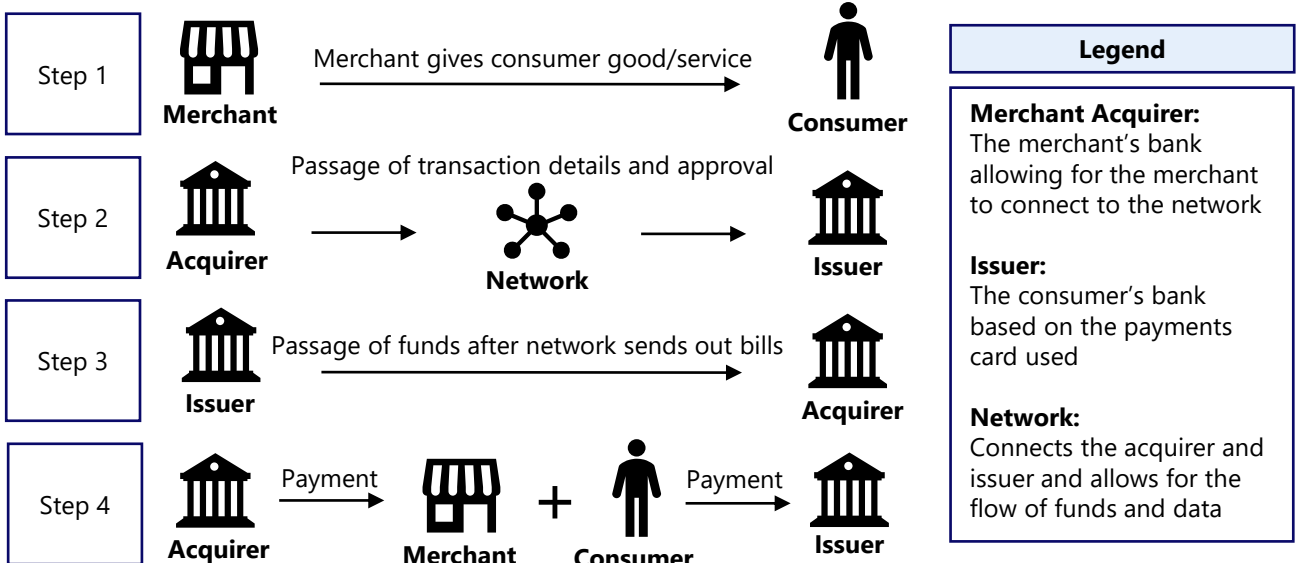 Step 1
Merchant gives consumer good/service
Merchant
Consumer
Step 2
Passage of transaction details and approval
Acquirer
Network
Issuer
Step 3
Passage of funds after network sends out bills
Issuer
Acquirer
Step 4
Payment
+
Payment
Acquirer
Merchant
Consumer
Issuer
Legend
Merchant Acquirer:
The merchant’s bank
allowing for the merchant
to connect to the network
Issuer:
The consumer’s bank
based on the payments
card used
Network:
Connects the acquirer and
issuer and allows for the
flow of funds and data